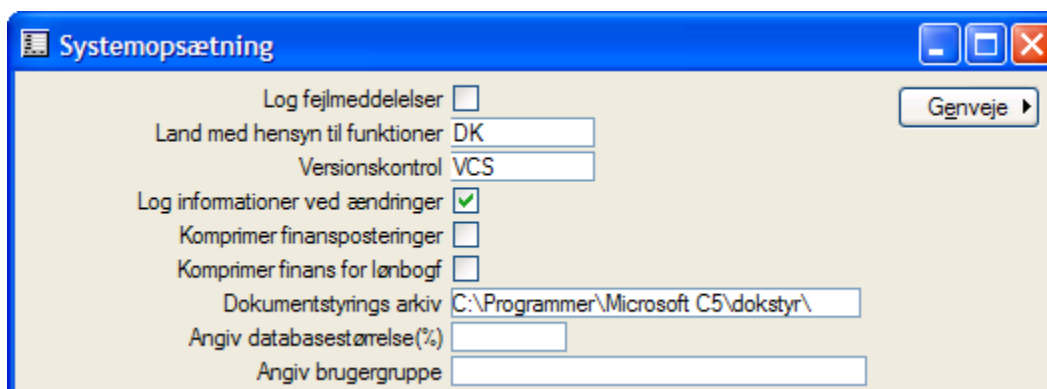 Systemopsætning
Log fejlmeddelelser
Genveje
Land med hensyn til funktioner DK
Versionskontrol VCS
Log informationer ved ændringer
Komprimer finansposteringer
Komprimer finans for lønbogf
Dokumentstyrings arkiv C:\Programmer\Microsoft C5\dokstyr\
Angiv databasestørrelse(%)
Angiv brugergruppe